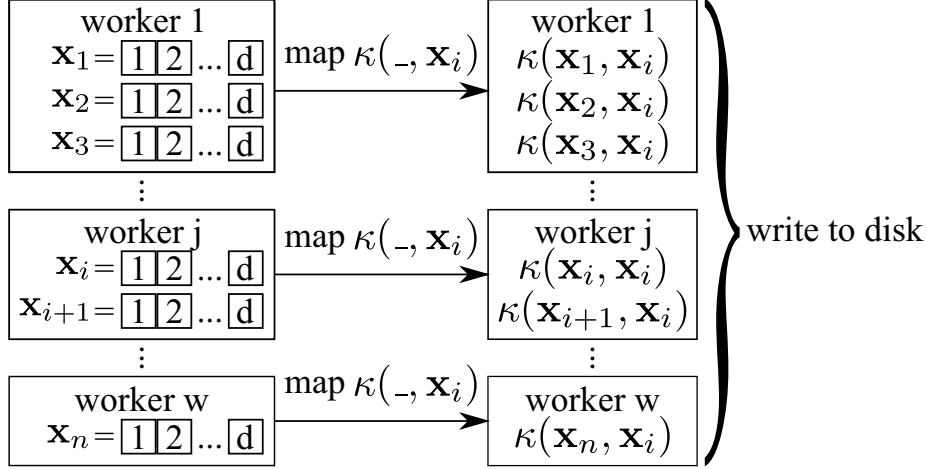 worker 1
x₁= 1 2 ... d
x₂= 1 2 ... d
x₃= 1 2 ... d
map κ(_, xᵢ)
worker 1
κ(x₁, xᵢ)
κ(x₂, xᵢ)
κ(x₃, xᵢ)
⋮
⋮
worker j
xᵢ= 1 2 ... d
xᵢ₊₁= 1 2 ... d
map κ(_, xᵢ)
worker j
κ(xᵢ, xᵢ)
κ(xᵢ₊₁, xᵢ)
write to disk
⋮
⋮
worker w
xₙ= 1 2 ... d
map κ(_, xᵢ)
worker w
κ(xₙ, xᵢ)